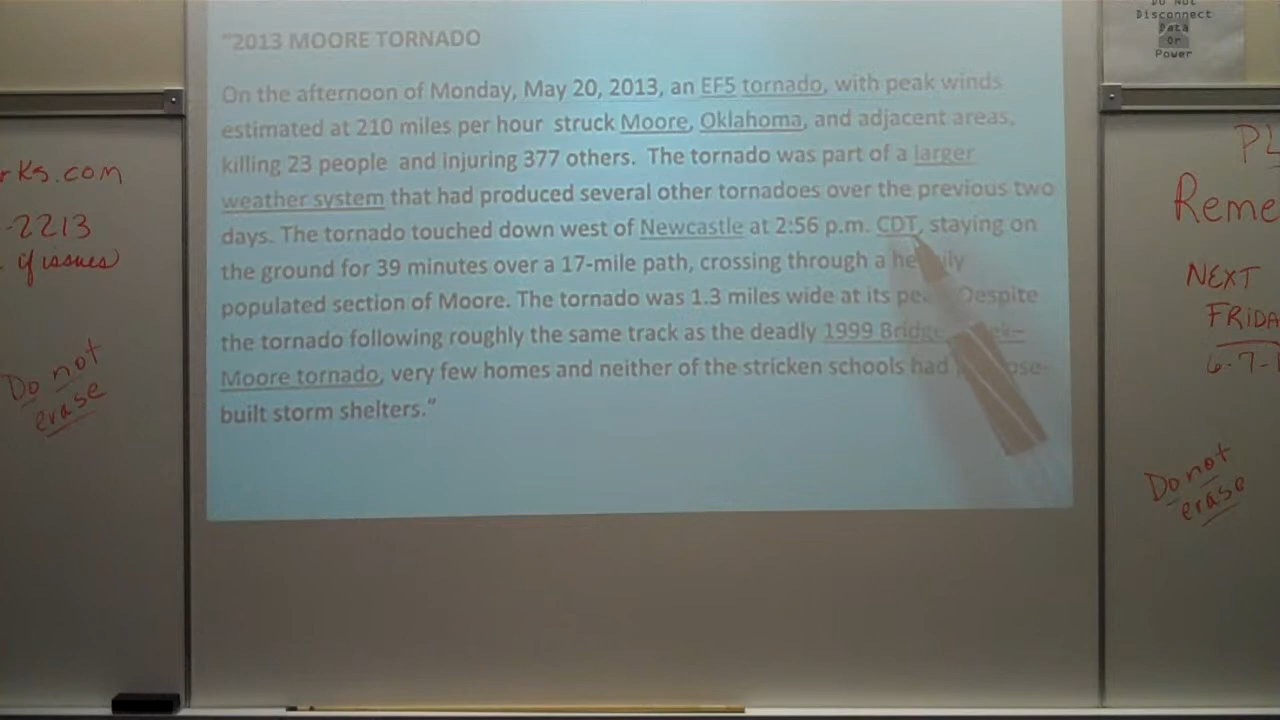 Do Not
Disconnect
Data
Or
Power
"2013 MOORE TORNADO
On the afternoon of Monday, May 20, 2013, an EF5 tornado, with peak winds
estimated at 210 miles per hour struck Moore, Oklahoma, and adjacent areas,
killing 23 people and injuring 377 others. The tornado was part of a larger
weather system that had produced several other tornadoes over the previous two
days. The tornado touched down west of Newcastle at 2:56 p.m. CDT, staying on
the ground for 39 minutes over a 17-mile path, crossing through a
populated section of Moore. The tornado was 1.3 miles wide at its Despite
the tornado following roughly the same track as the deadly 1999
Moore tornado, very few homes and neither of the stricken schools had
built storm shelters."
rks.com
-2213
if issues
Do not
erase
Reme
NEXT
FRIDA
6-7-1
Do not
erase